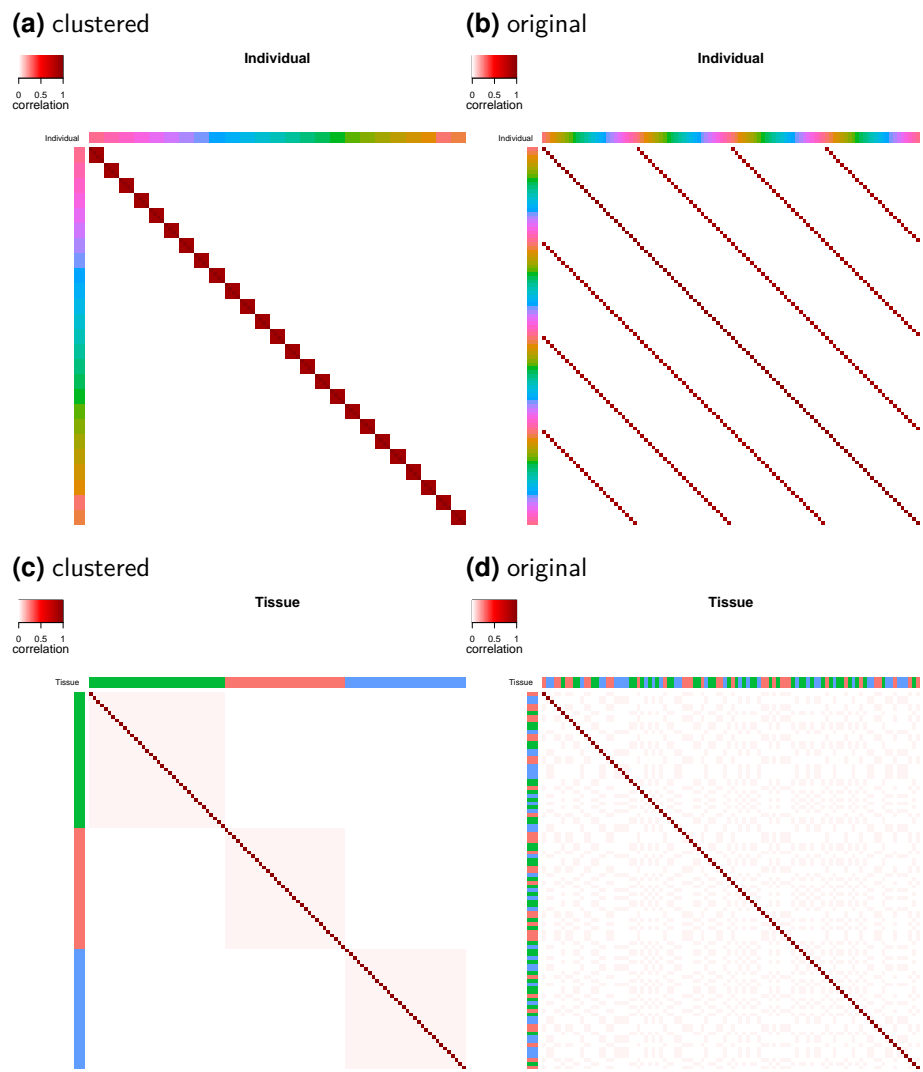 (a) clustered
Individual
0 0.5 1
correlation
Individual
(b) original
Individual
0 0.5 1
correlation
Individual
(c) clustered
Tissue
0 0.5 1
correlation
Tissue
(d) original
Tissue
0 0.5 1
correlation
Tissue